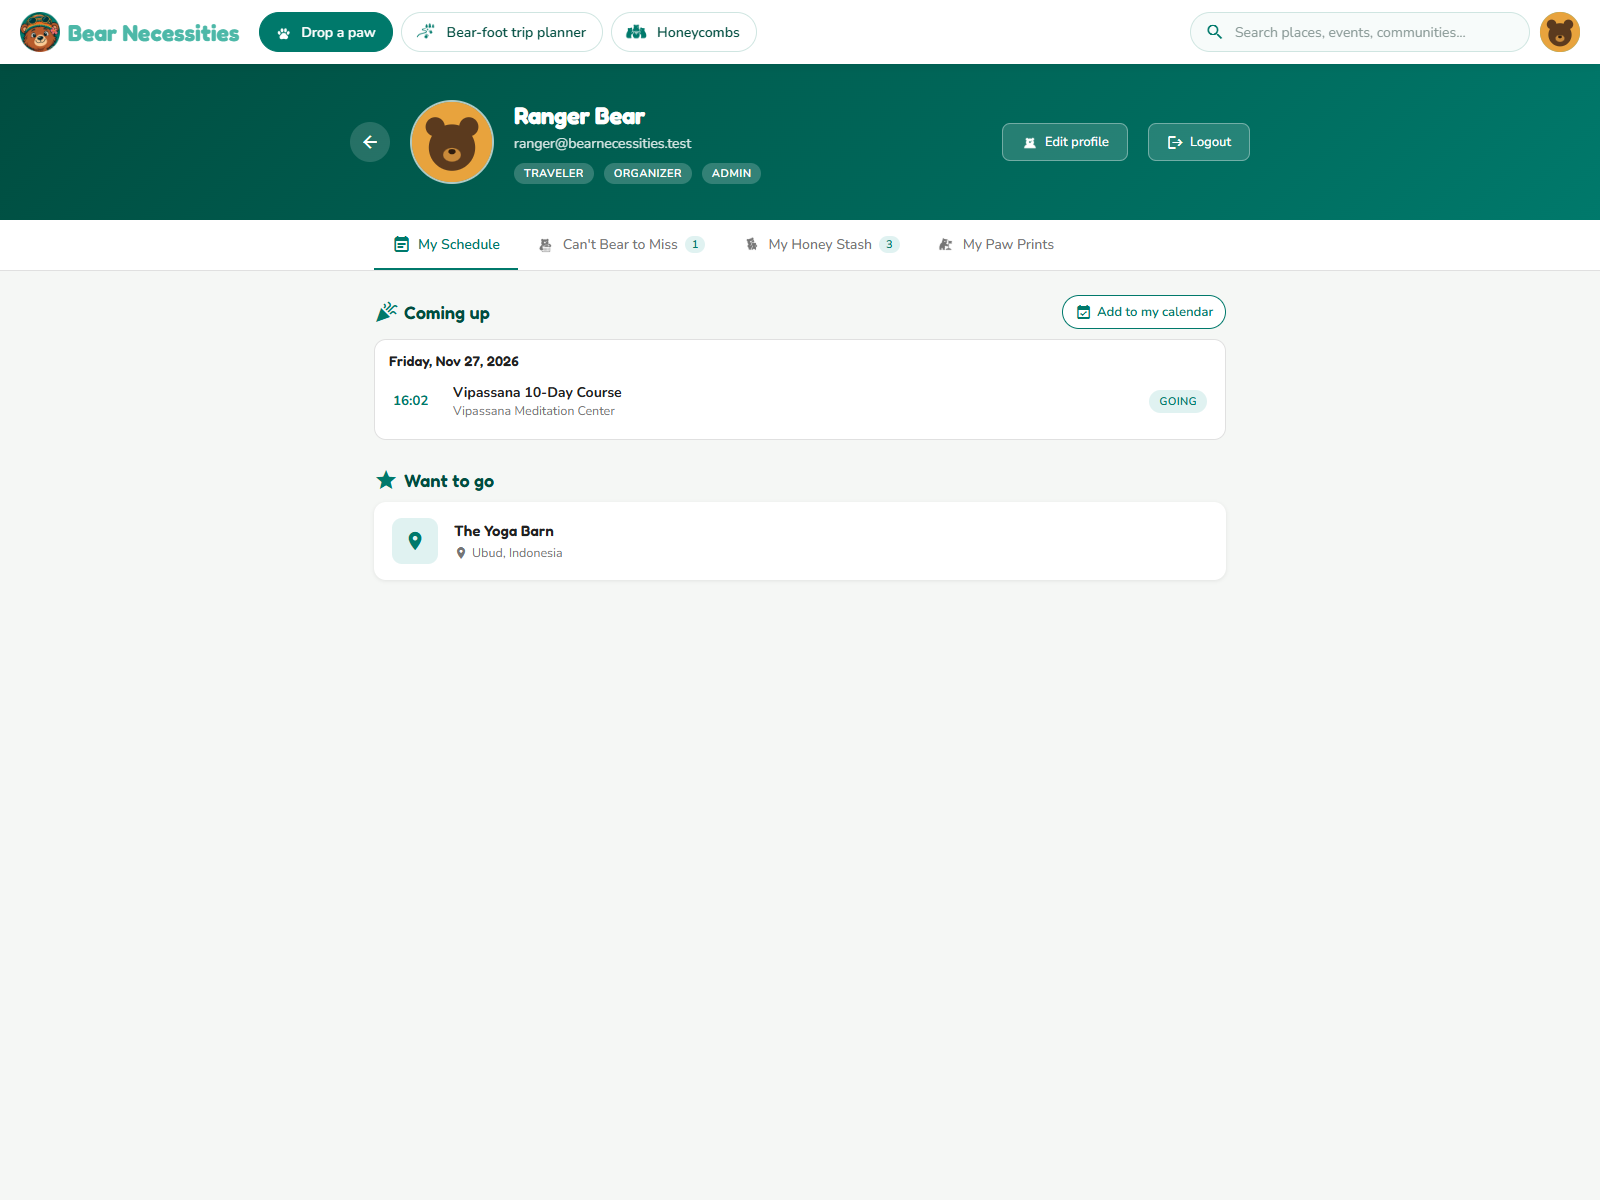 Bear Necessities
Drop a paw
Bear-foot trip planner
Honeycombs
Search places, events, communities...
Ranger Bear
ranger@bearnecessities.test
TRAVELER
ORGANIZER
ADMIN
Edit profile
Logout
My Schedule
Can't Bear to Miss 1
My Honey Stash 3
My Paw Prints
Coming up
Add to my calendar
Friday, Nov 27, 2026
16:02
Vipassana 10-Day Course
Vipassana Meditation Center
GOING
Want to go
The Yoga Barn
Ubud, Indonesia